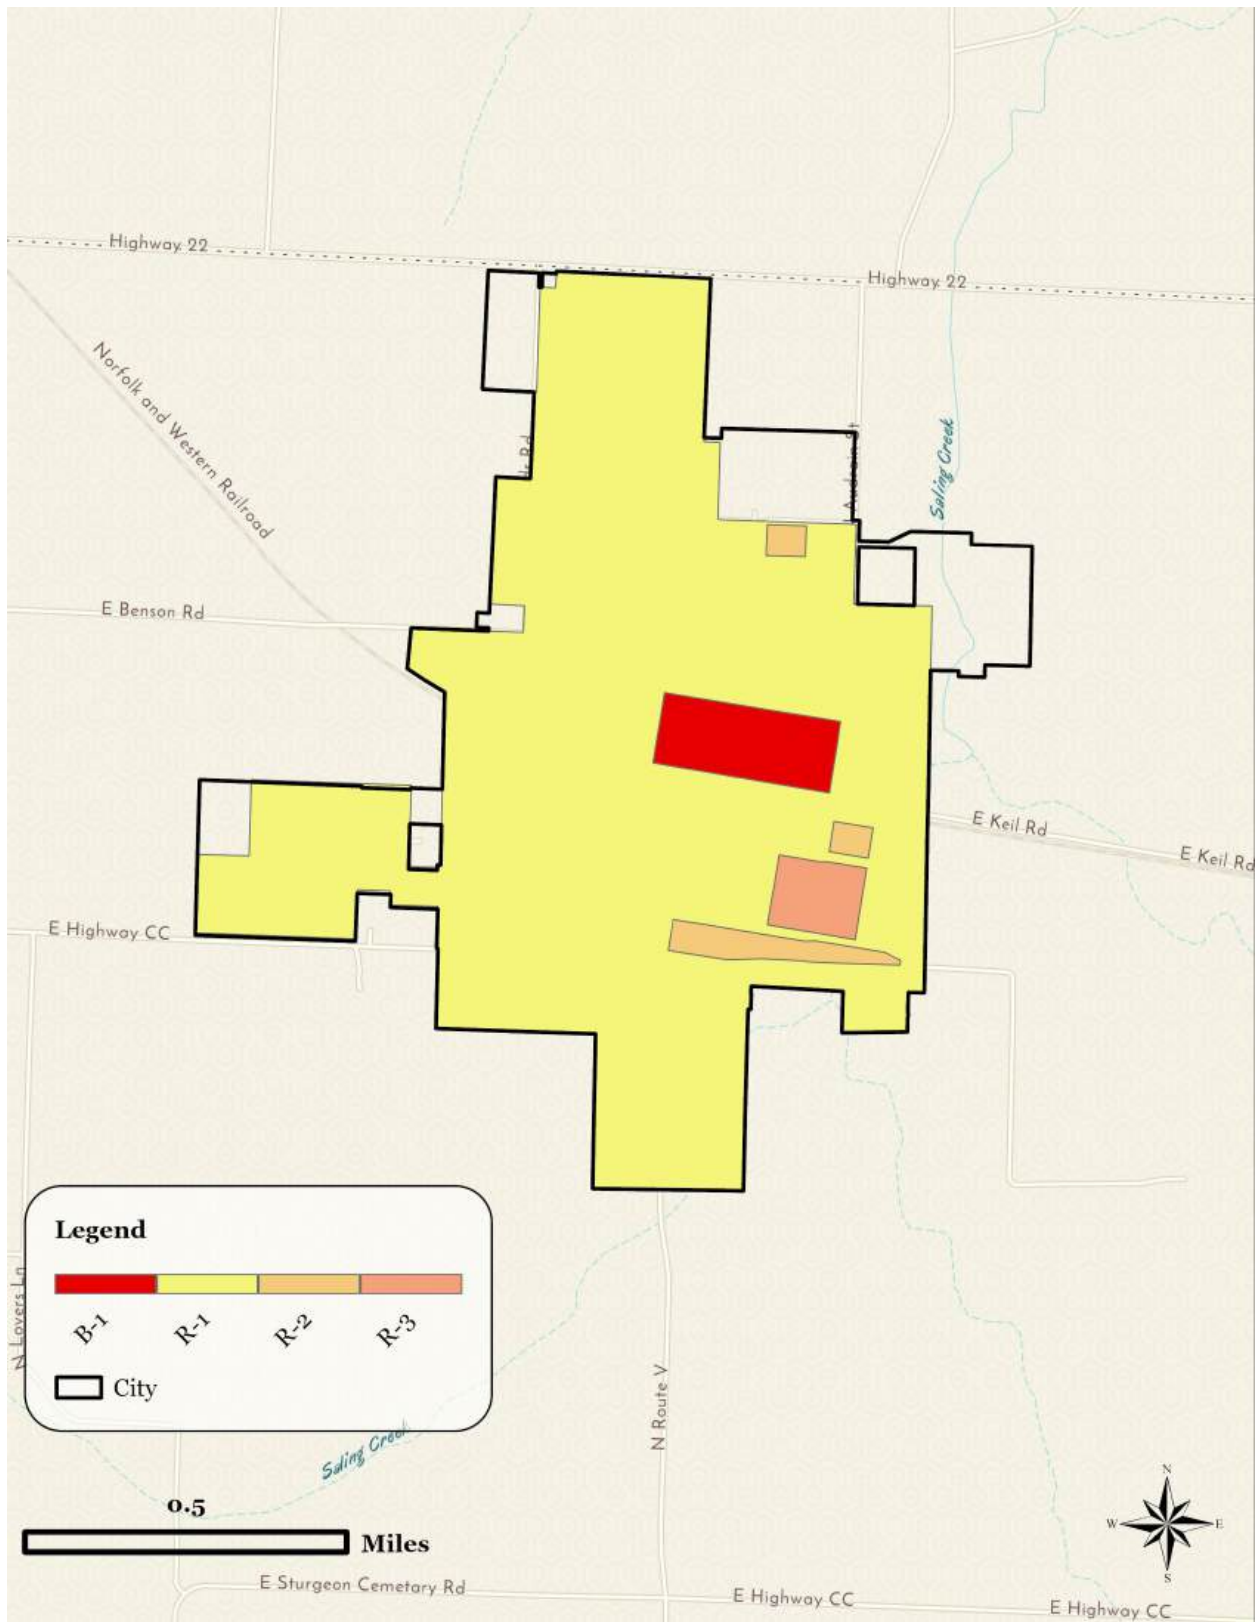 Highway 22
Highway 22
Norfolk and Western Railroad
Saling Creek
E Benson Rd
E Keil Rd
E Keil Rd
E Highway CC
Legend
B-1
R-1
R-2
R-3
City
N Lovers Ln
N Route V
Saling Creek
0.5
Miles
N
W
E
S
E Sturgeon Cemetary Rd
E Highway CC
E Highway CC